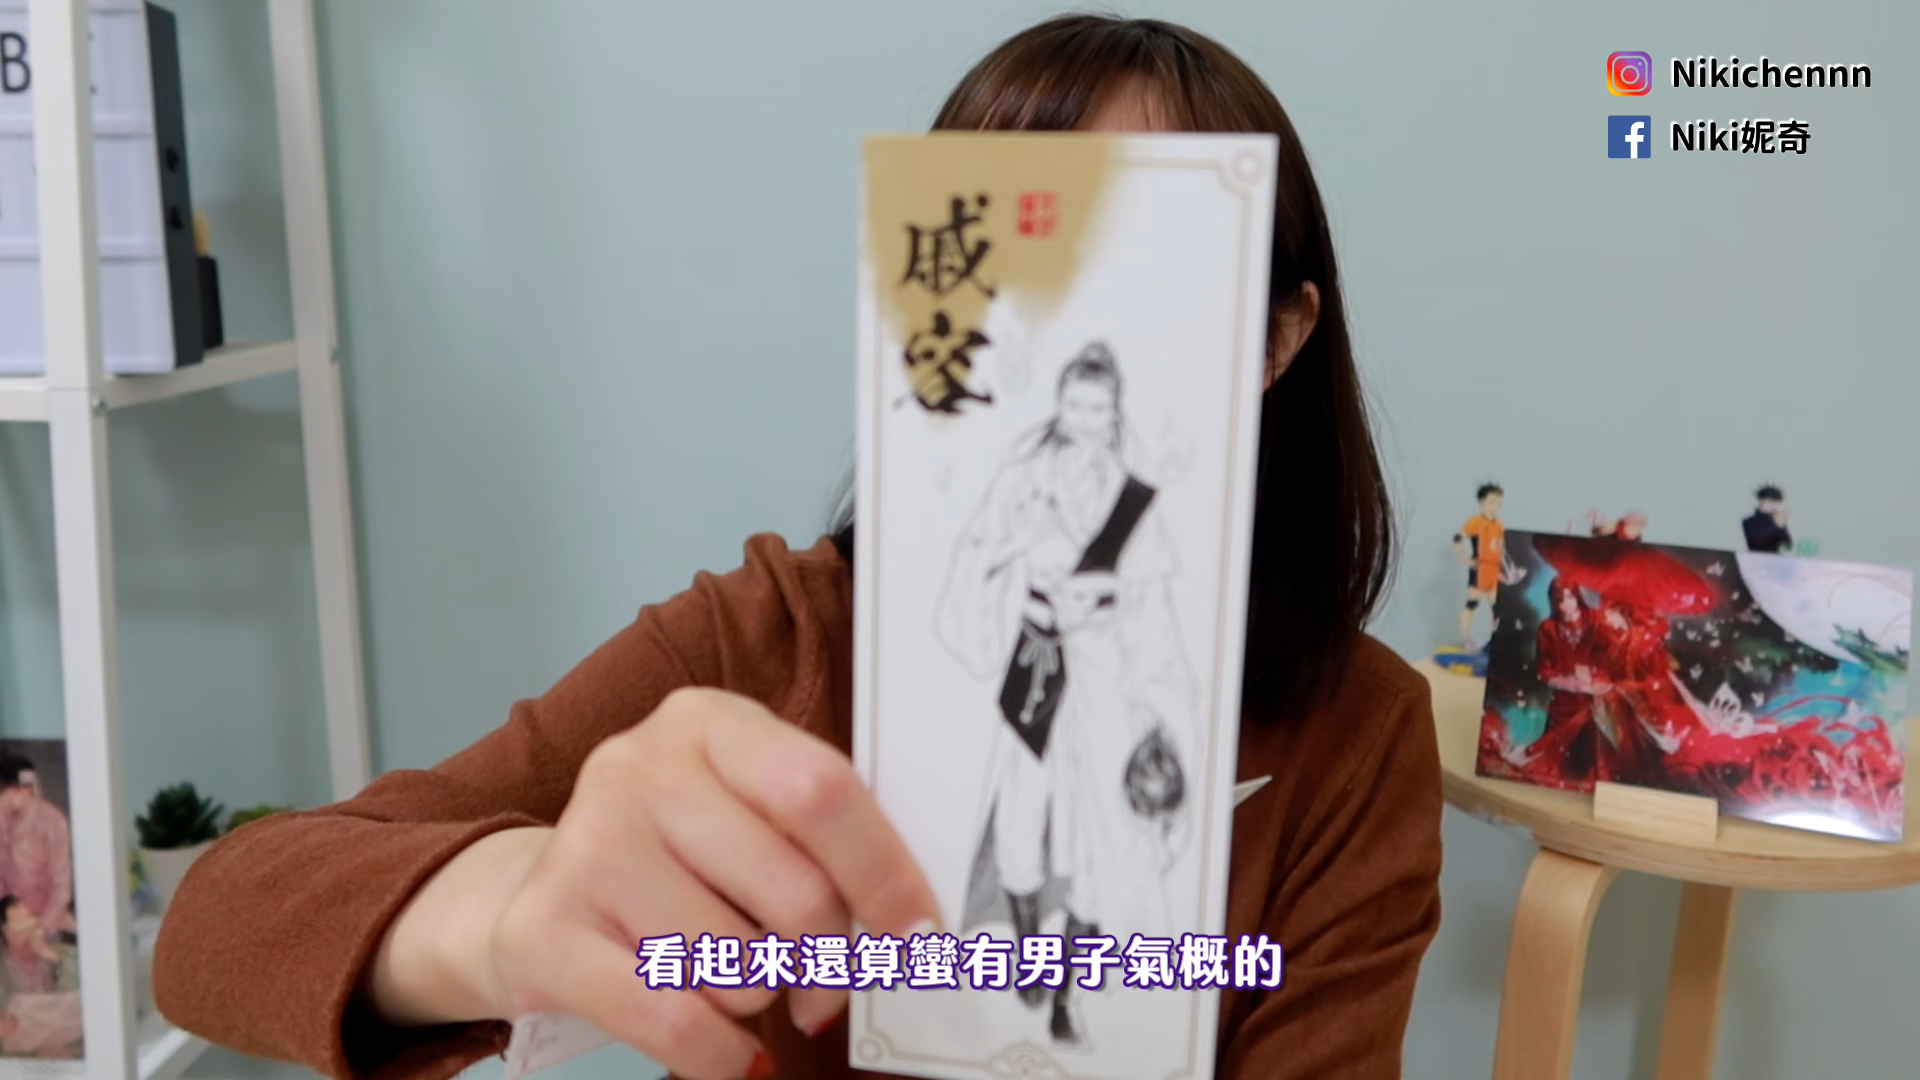 B
Nikichennn
Niki妮奇
戚
容
看起來還算蠻有男子氣概的